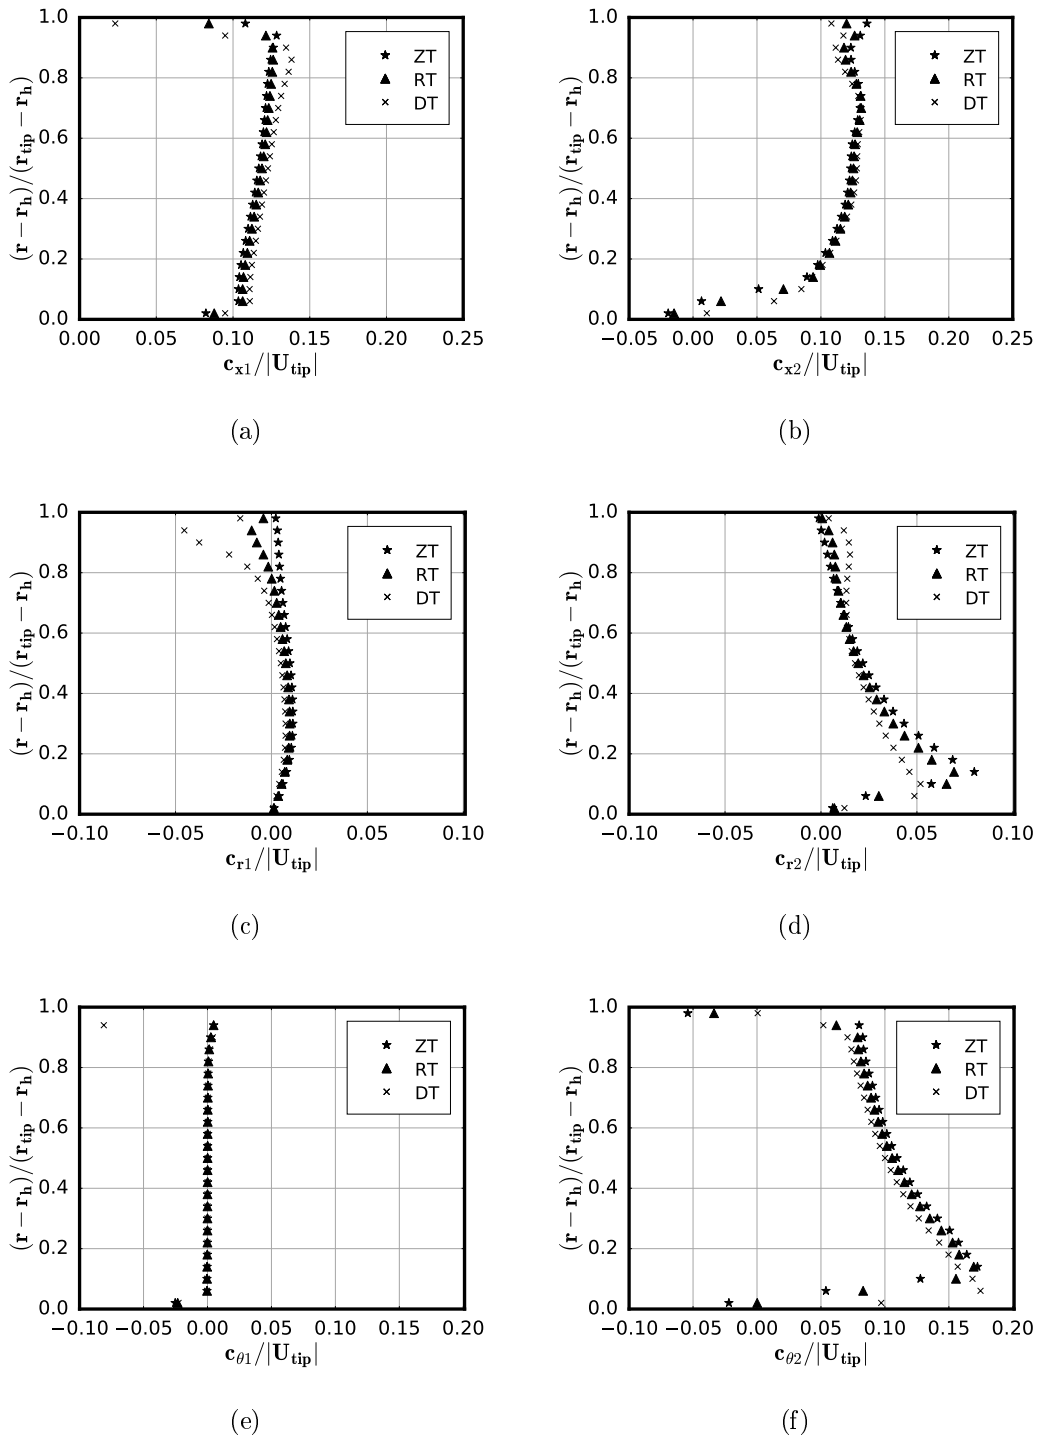 1.0 0.8 0.6 0.4 0.2 0.0
(r − r_h)/(r_tip − r_h)
ZT
RT
DT
0.00 0.05 0.10 0.15 0.20 0.25
c_x1/|U_tip|
(a)
1.0 0.8 0.6 0.4 0.2 0.0
(r − r_h)/(r_tip − r_h)
ZT
RT
DT
−0.05 0.00 0.05 0.10 0.15 0.20 0.25
c_x2/|U_tip|
(b)
1.0 0.8 0.6 0.4 0.2 0.0
(r − r_h)/(r_tip − r_h)
ZT
RT
DT
−0.10 −0.05 0.00 0.05 0.10
c_r1/|U_tip|
(c)
1.0 0.8 0.6 0.4 0.2 0.0
(r − r_h)/(r_tip − r_h)
ZT
RT
DT
−0.10 −0.05 0.00 0.05 0.10
c_r2/|U_tip|
(d)
1.0 0.8 0.6 0.4 0.2 0.0
(r − r_h)/(r_tip − r_h)
ZT
RT
DT
−0.10 −0.05 0.00 0.05 0.10 0.15 0.20
c_θ1/|U_tip|
(e)
1.0 0.8 0.6 0.4 0.2 0.0
(r − r_h)/(r_tip − r_h)
ZT
RT
DT
−0.10 −0.05 0.00 0.05 0.10 0.15 0.20
c_θ2/|U_tip|
(f)